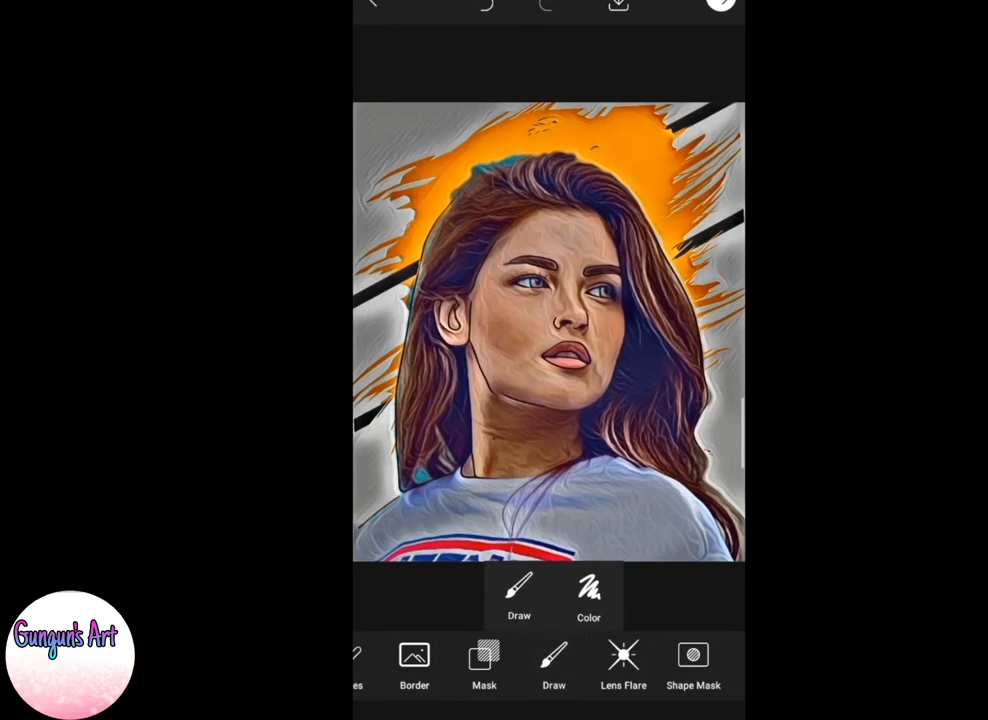 Draw
Color
es
Border
Mask
Draw
Lens Flare
Shape Mask
Gungun's Art